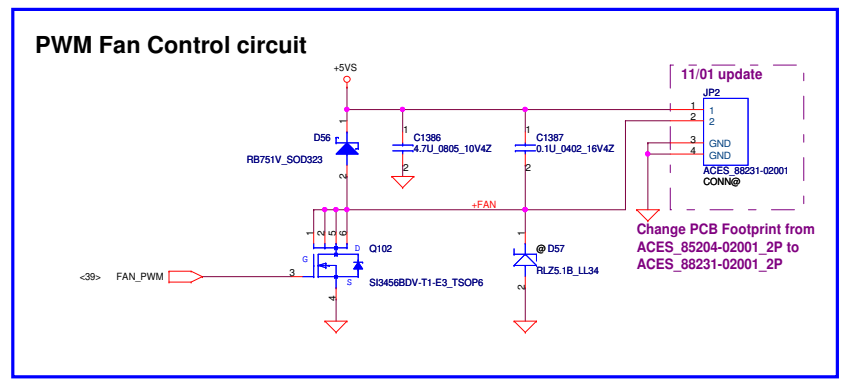 PWM Fan Control circuit
+5VS
11/01 update
JP2
1
1
2
2
3
GND
4
GND
ACES_88231-02001
CONN@
1
D56
RB751V_SOD323
2
1
C1386
4.7U_0805_10V4Z
2
1
C1387
0.1U_0402_16V4Z
2
+FAN
Change PCB Footprint from
ACES_85204-02001_2P to
ACES_88231-02001_2P
1
2
5
6
D
Q102
G
S
3
4
SI3456BDV-T1-E3_TSOP6
<39>
FAN_PWM
1
@ D57
RLZ5.1B_LL34
2